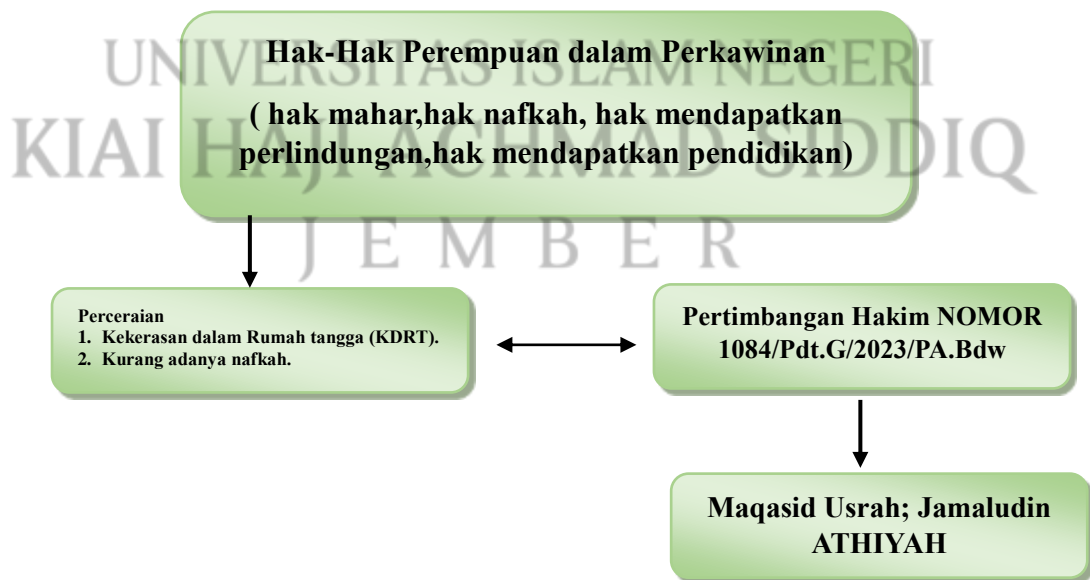 UNIVERSITAS ISLAM NEGERI
KIAI HAJI ACHMAD SIDDIQ
J E M B E R
Hak-Hak Perempuan dalam Perkawinan
( hak mahar,hak nafkah, hak mendapatkan
perlindungan,hak mendapatkan pendidikan)
Perceraian
1. Kekerasan dalam Rumah tangga (KDRT).
2. Kurang adanya nafkah.
Pertimbangan Hakim NOMOR
1084/Pdt.G/2023/PA.Bdw
Maqasid Usrah; Jamaludin
ATHIYAH